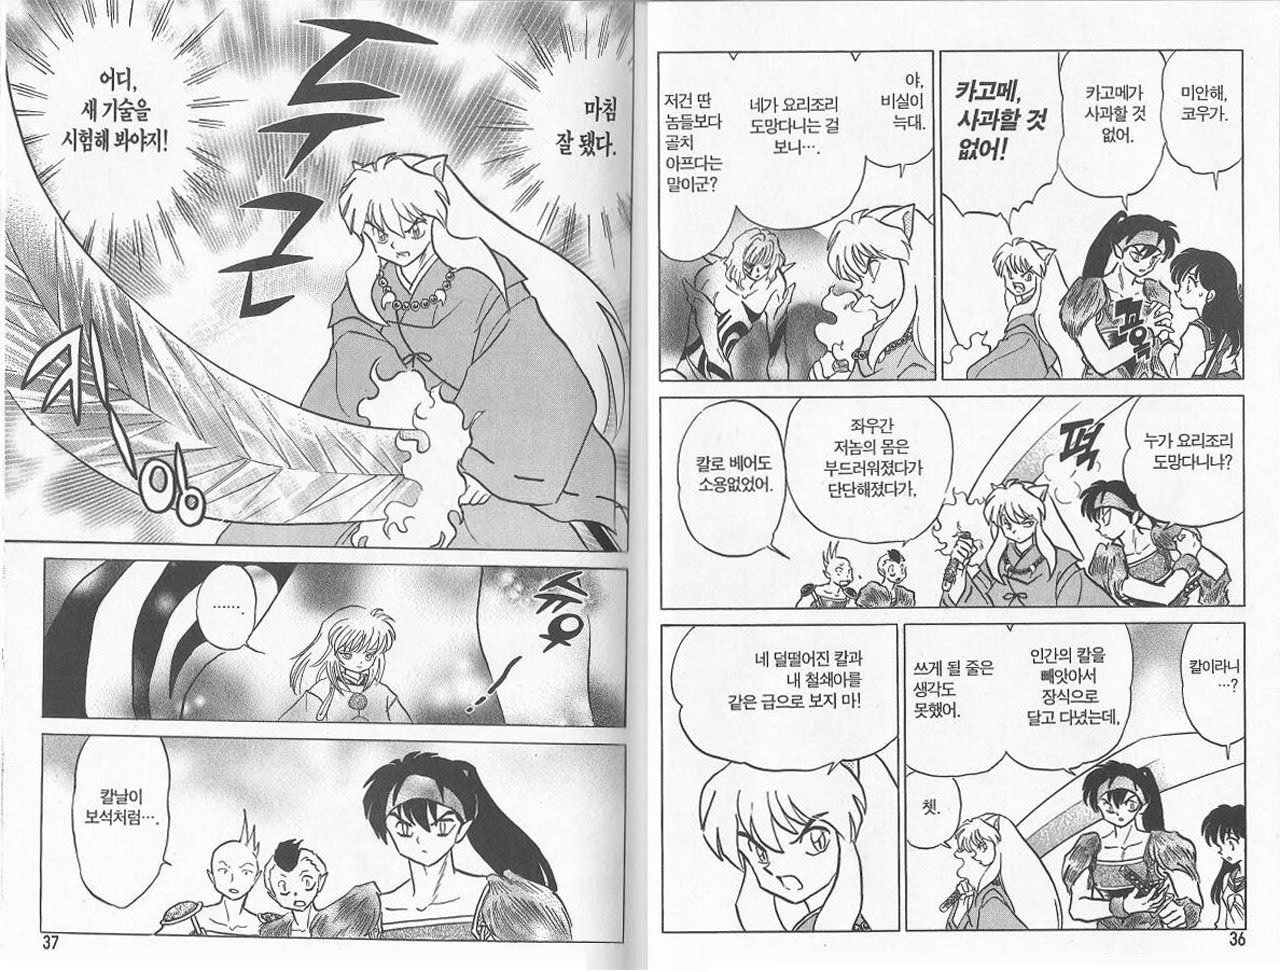 미안해,
코우가.
카고메가
사과할 것
없어.
카고메,
사과할 것
없어!
꼬옥
야,
비실이
늑대.
네가 요리조리
도망다니는 걸
보니….
저건 딴
놈들보다
골치
아프다는
말이군?
누가 요리조리
도망다니냐?
퍽
좌우간
저놈의 몸은
부드러워졌다가
단단해졌다가,
칼로 베어도
소용없었어.
칼이라니
…?
인간의 칼을
빼앗아서
장식으로
달고 다녔는데,
쓰게 될 줄은
생각도
못했어.
쳇.
네 덜떨어진 칼과
내 철쇄아를
같은 급으로 보지 마!
36
마침
잘 됐다.
어디,
새 기술을
시험해 봐야지!
…….
칼날이
보석처럼….
37